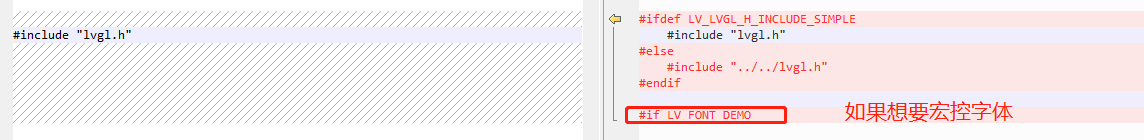 #include "lvgl.h"
#ifdef LV_LVGL_H_INCLUDE_SIMPLE
#include "lvgl.h"
#else
#include "../../lvgl.h"
#endif
#if LV_FONT_DEMO
如果想要宏控字体